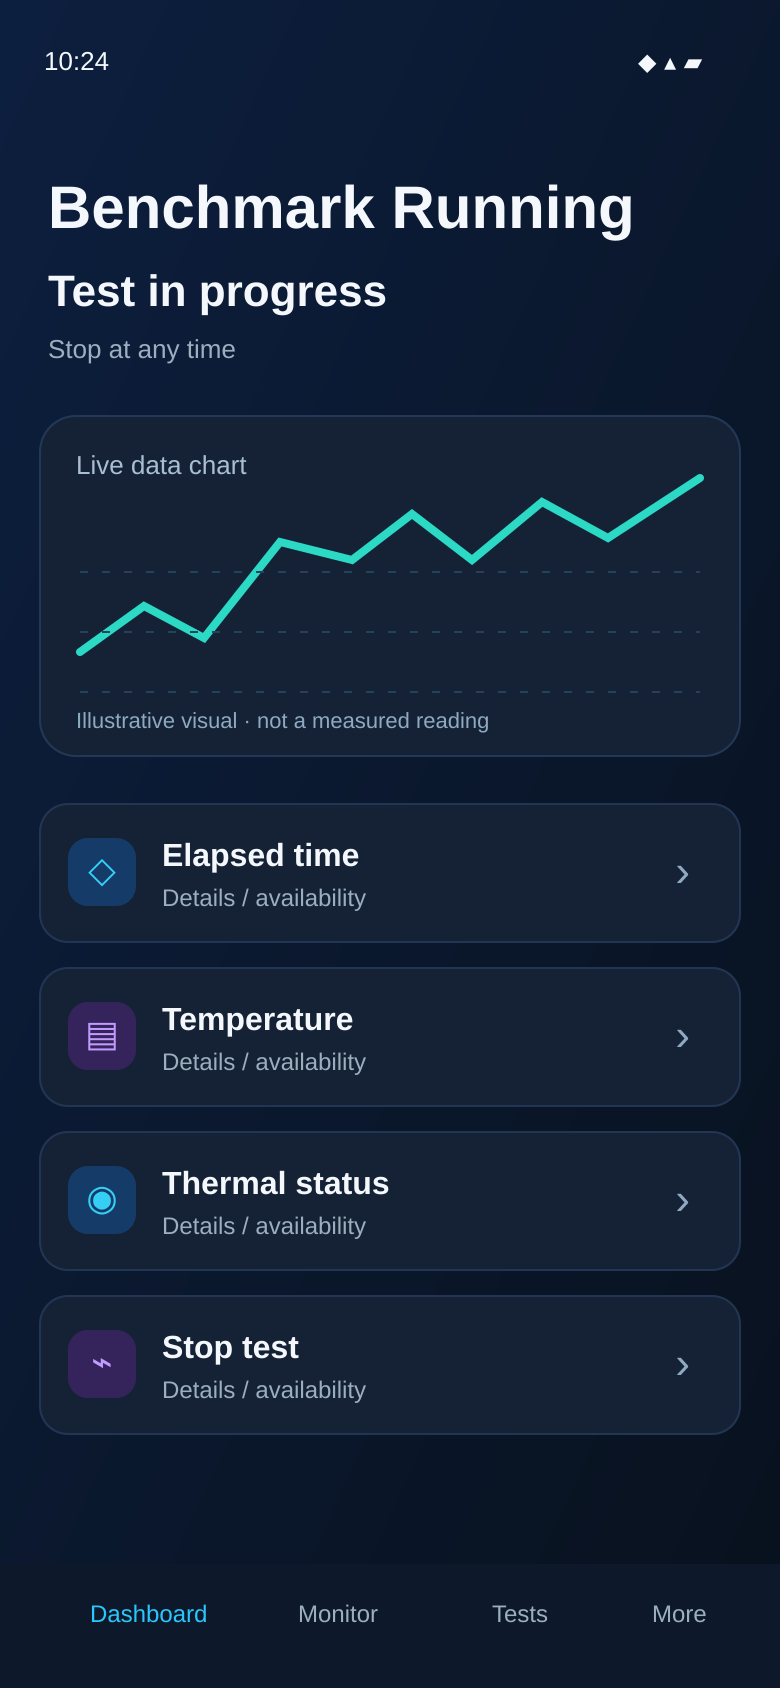 10:24
Benchmark Running
Test in progress
Stop at any time
Live data chart
Illustrative visual · not a measured reading
Elapsed time
Details / availability
Temperature
Details / availability
Thermal status
Details / availability
Stop test
Details / availability
Dashboard Monitor Tests More